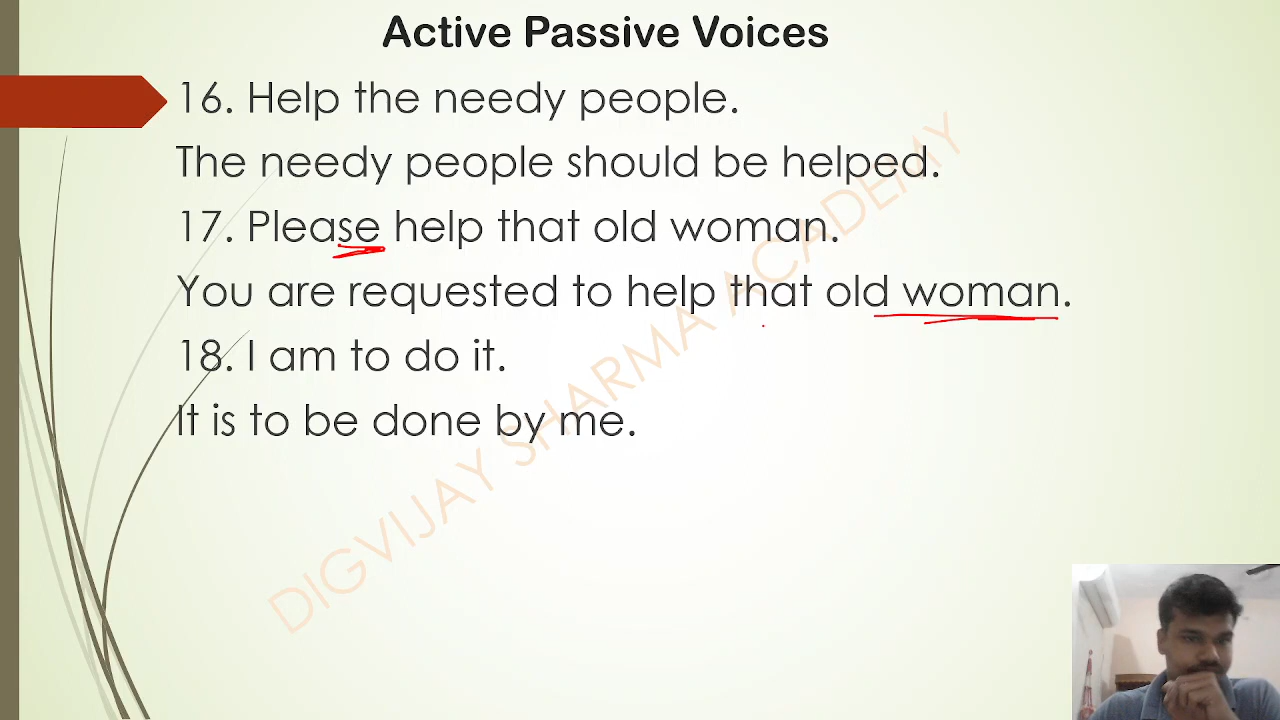 Active Passive Voices
16. Help the needy people.
The needy people should be helped.
17. Please help that old woman.
You are requested to help that old woman.
18. I am to do it.
It is to be done by me.
DIGVIJAY SHARMA ACADEMY